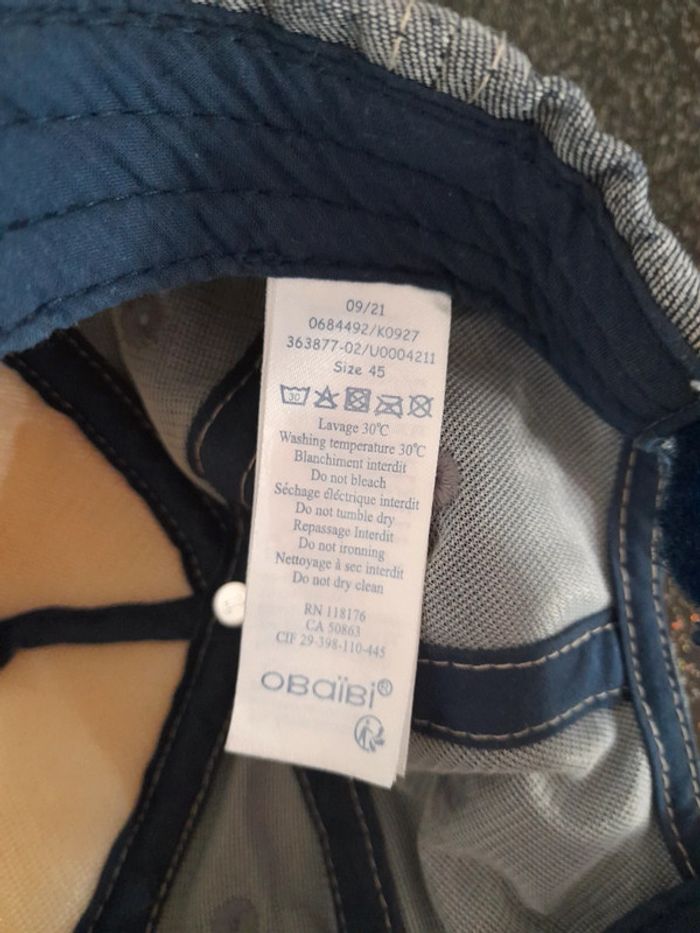 09/21
0684492/K0927
363877-02/U0004211
Size 45
30
Lavage 30°C
Washing temperature 30°C
Blanchiment interdit
Do not bleach
Séchage éléctrique interdit
Do not tumble dry
Repassage Interdit
Do not ironning
Nettoyage à sec interdit
Do not dry clean
RN 118176
CA 50863
CIF 29-398-110-445
OBaïBi®